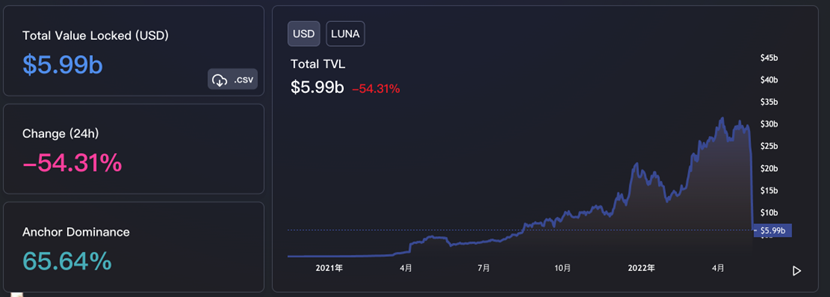 Total Value Locked (USD)
$5.99b
.csv
Change (24h)
-54.31%
Anchor Dominance
65.64%
USD LUNA
Total TVL
$5.99b -54.31%
$45b
$40b
$35b
$30b
$25b
$20b
$15b
$10b
$5.99b
2021年 4月 7月 10月 2022年 4月